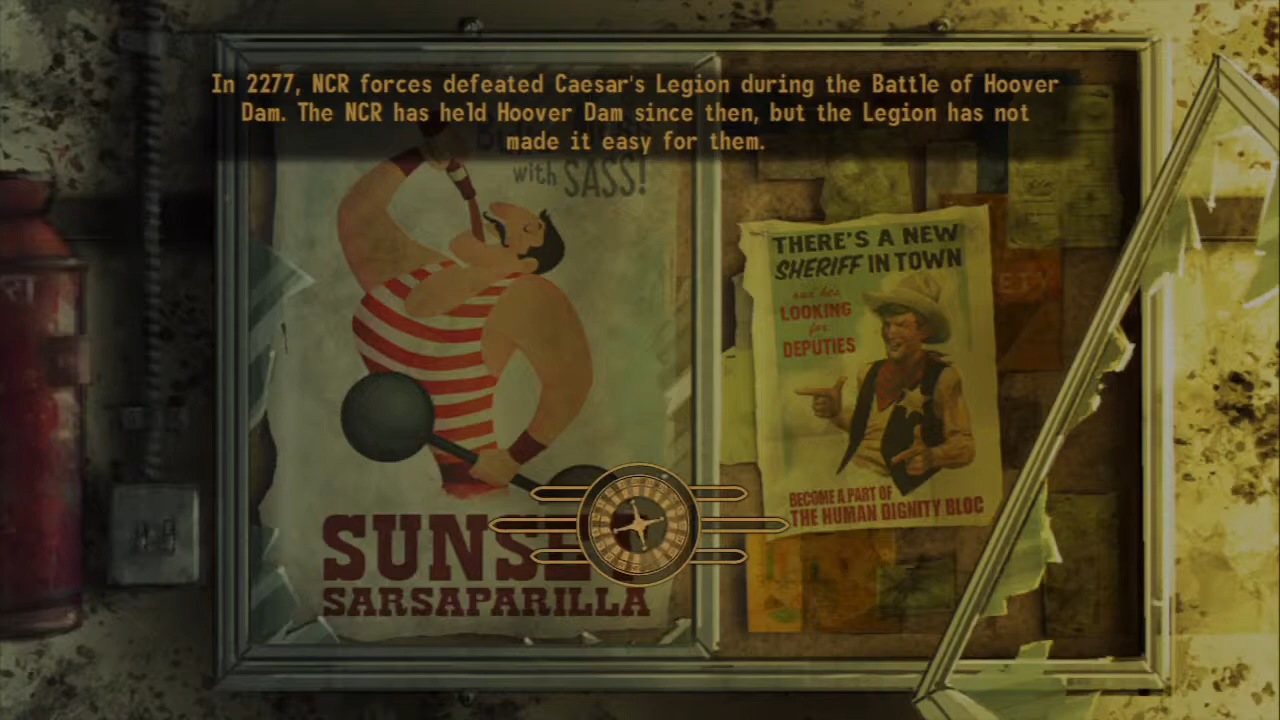 In 2277, NCR forces defeated Caesar's Legion during the Battle of Hoover
Dam. The NCR has held Hoover Dam since then, but the Legion has not
made it easy for them.
with SASS!
SARSAPARILLA
THERE'S A NEW
SHERIFF IN TOWN
and he's
LOOKING
for
DEPUTIES
BECOME A PART OF
THE HUMAN DIGNITY BLOC